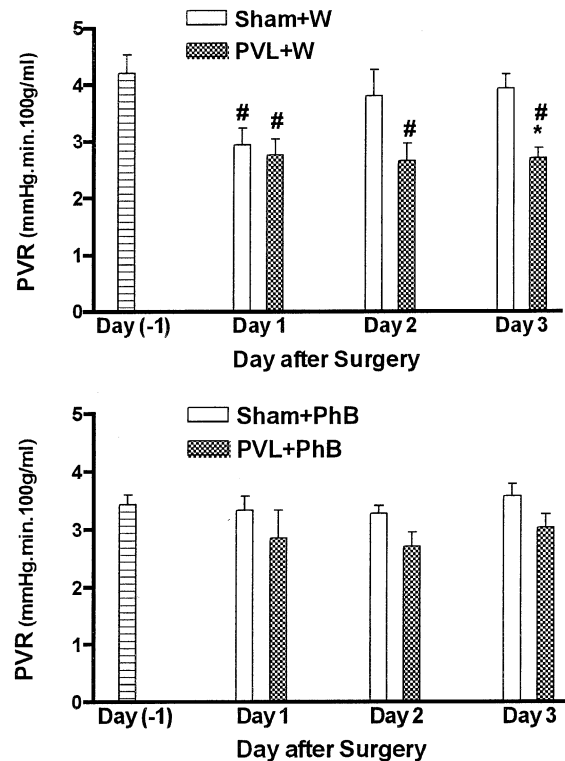 Sham+W
PVL+W
PVR (mmHg.min.100g/ml)
5
4
3
2
1
0
# # # #
*
Day (-1) Day 1 Day 2 Day 3
Day after Surgery
Sham+PhB
PVL+PhB
PVR (mmHg.min.100g/ml)
5
4
3
2
1
0
Day (-1) Day 1 Day 2 Day 3
Day after Surgery